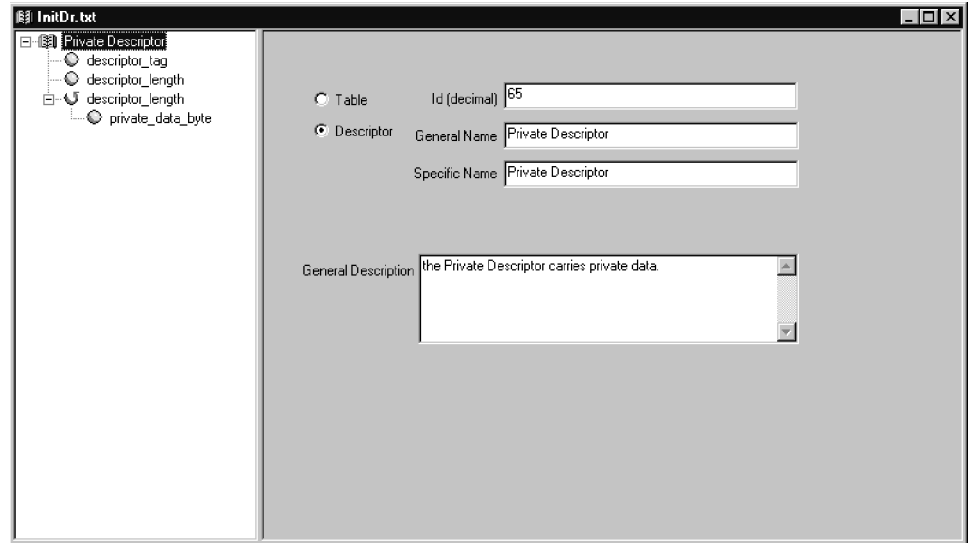 InitDr.txt
Private Descriptor
descriptor_tag
descriptor_length
descriptor_length
private_data_byte
Table
Id (decimal) 65
Descriptor
General Name Private Descriptor
Specific Name Private Descriptor
General Description the Private Descriptor carries private data.